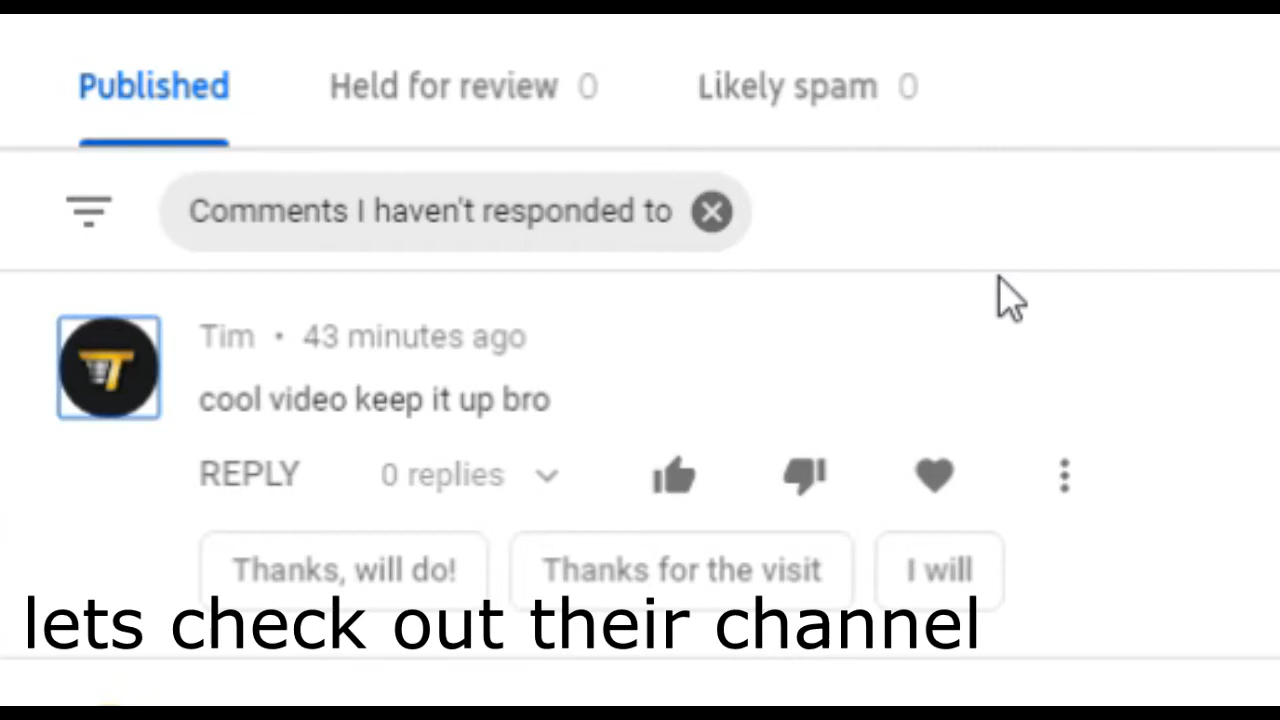 Published Held for review 0 Likely spam 0
Comments I haven't responded to
Tim • 43 minutes ago
cool video keep it up bro
REPLY 0 replies
Thanks, will do! Thanks for the visit I will
lets check out their channel